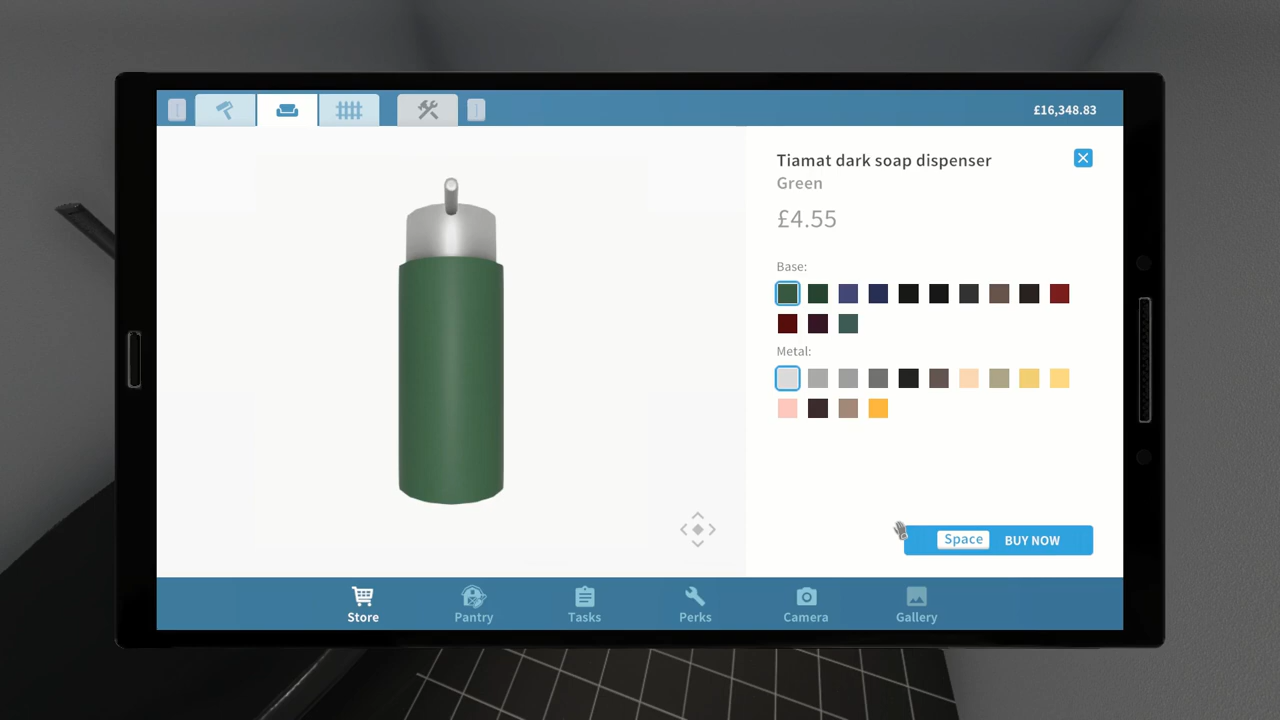 £16,348.83
Tiamat dark soap dispenser
Green
£4.55
Base:
Metal:
Space BUY NOW
Store Pantry Tasks Perks Camera Gallery